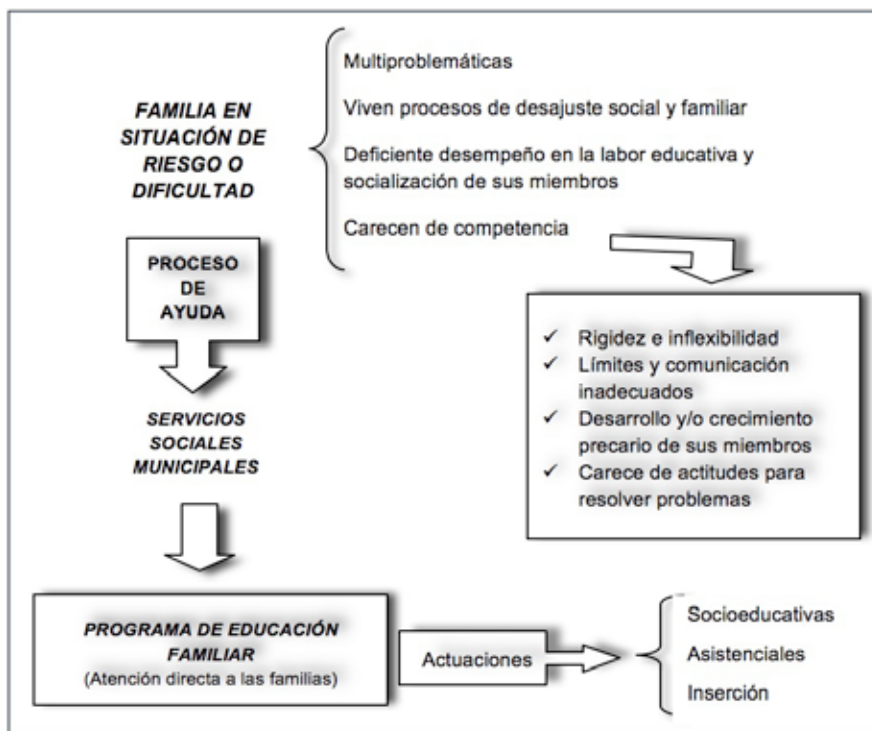 FAMILIA EN
SITUACIÓN DE
RIESGO O
DIFICULTAD
Multiproblemáticas
Viven procesos de desajuste social y familiar
Deficiente desempeño en la labor educativa y
socialización de sus miembros
Carecen de competencia
PROCESO
DE
AYUDA
✓ Rigidez e inflexibilidad
✓ Límites y comunicación
inadecuados
✓ Desarrollo y/o crecimiento
precario de sus miembros
✓ Carece de actitudes para
resolver problemas
SERVICIOS
SOCIALES
MUNICIPALES
PROGRAMA DE EDUCACIÓN
FAMILIAR
(Atención directa a las familias)
Actuaciones
Socioeducativas
Asistenciales
Inserción